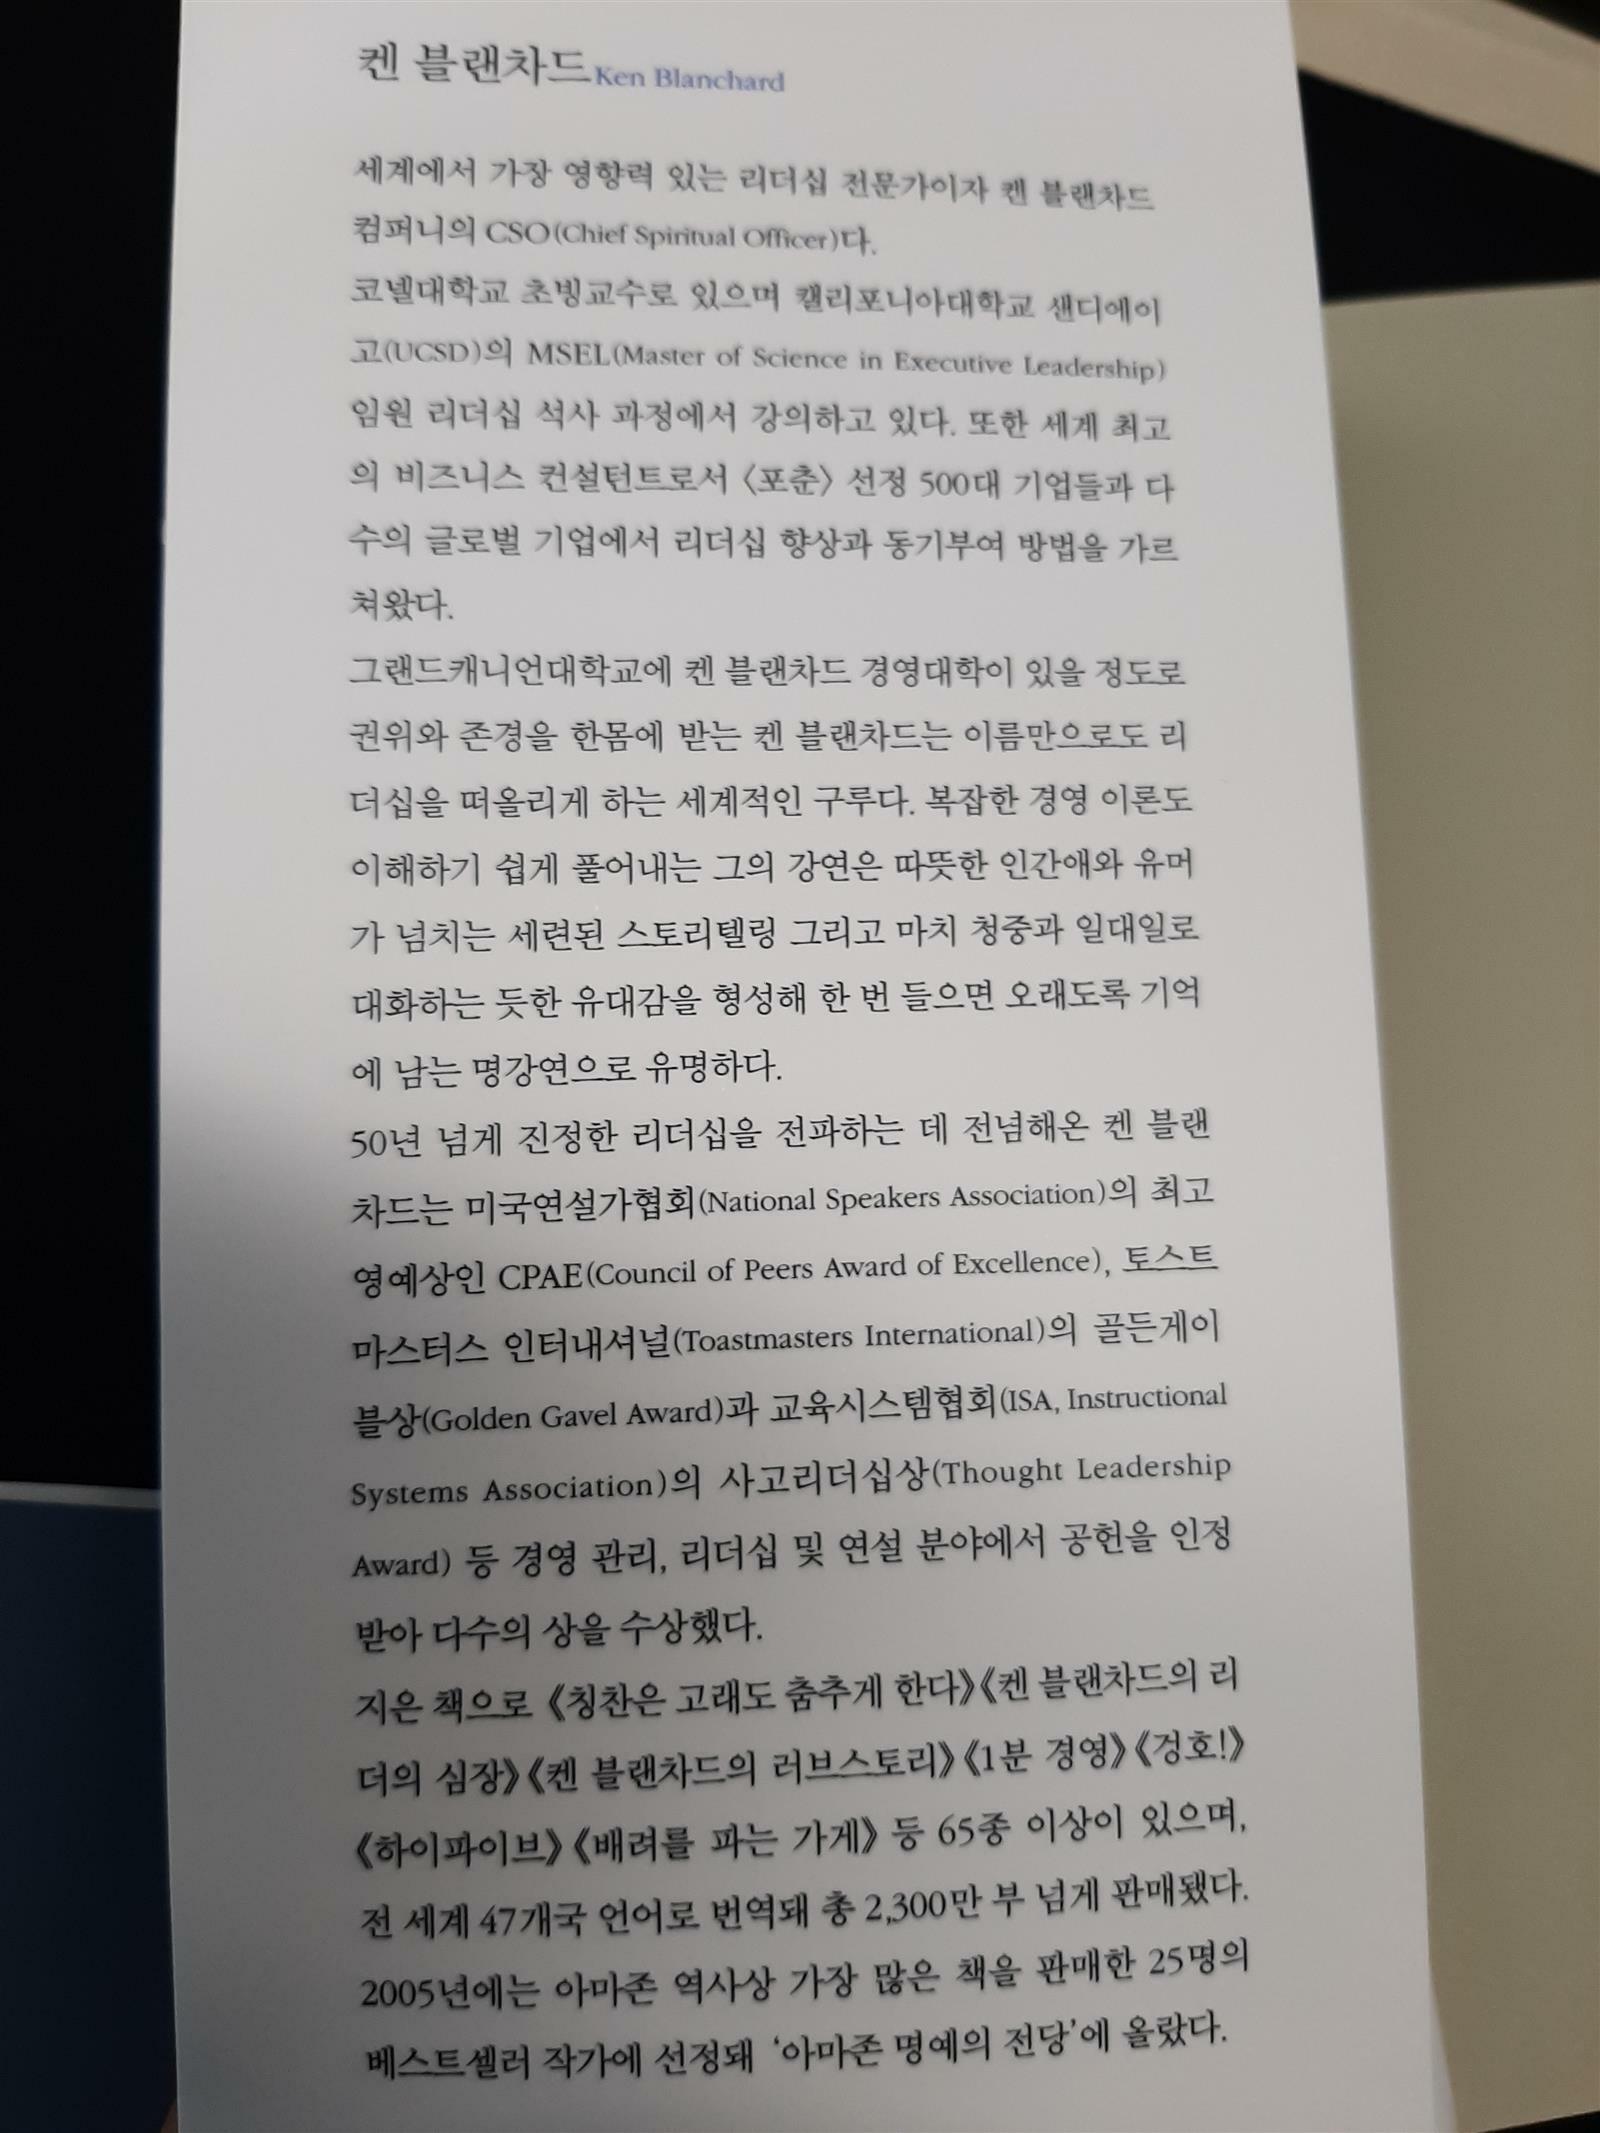 켄 블랜차드 Ken Blanchard
세계에서 가장 영향력 있는 리더십 전문가이자 켄 블랜차드
컴퍼니의 CSO(Chief Spiritual Officer)다.
코넬대학교 초빙교수로 있으며 캘리포니아대학교 샌디에이
고(UCSD)의 MSEL(Master of Science in Executive Leadership)
임원 리더십 석사 과정에서 강의하고 있다. 또한 세계 최고
의 비즈니스 컨설턴트로서 〈포춘〉 선정 500대 기업들과 다
수의 글로벌 기업에서 리더십 향상과 동기부여 방법을 가르
쳐왔다.
그랜드캐니언대학교에 켄 블랜차드 경영대학이 있을 정도로
권위와 존경을 한몸에 받는 켄 블랜차드는 이름만으로도 리
더십을 떠올리게 하는 세계적인 구루다. 복잡한 경영 이론도
이해하기 쉽게 풀어내는 그의 강연은 따뜻한 인간애와 유머
가 넘치는 세련된 스토리텔링 그리고 마치 청중과 일대일로
대화하는 듯한 유대감을 형성해 한 번 들으면 오래도록 기억
에 남는 명강연으로 유명하다.
50년 넘게 진정한 리더십을 전파하는 데 전념해온 켄 블랜
차드는 미국연설가협회(National Speakers Association)의 최고
영예상인 CPAE(Council of Peers Award of Excellence), 토스트
마스터스 인터내셔널(Toastmasters International)의 골든게이
블상(Golden Gavel Award)과 교육시스템협회(ISA, Instructional
Systems Association)의 사고리더십상(Thought Leadership
Award) 등 경영 관리, 리더십 및 연설 분야에서 공헌을 인정
받아 다수의 상을 수상했다.
지은 책으로 《칭찬은 고래도 춤추게 한다》《켄 블랜차드의 리
더의 심장》《켄 블랜차드의 러브스토리》《1분 경영》《겅호!》
《하이파이브》《배려를 파는 가게》 등 65종 이상이 있으며,
전 세계 47개국 언어로 번역돼 총 2,300만 부 넘게 판매됐다.
2005년에는 아마존 역사상 가장 많은 책을 판매한 25명의
베스트셀러 작가에 선정돼 ‘아마존 명예의 전당’에 올랐다.